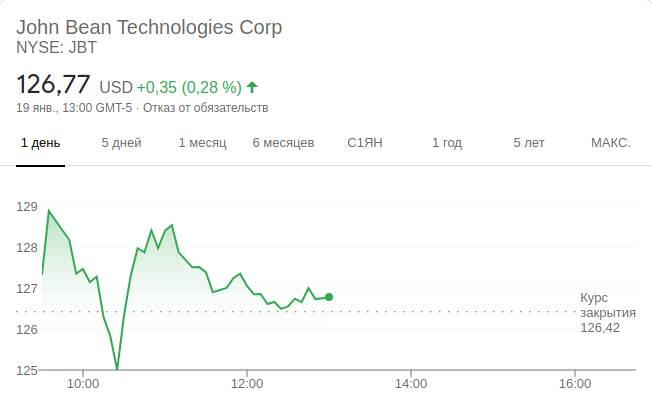 John Bean Technologies Corp
NYSE: JBT
126,77 USD +0,35 (0,28 %)
19 янв., 13:00 GMT-5 · Отказ от обязательств
1 день 5 дней 1 месяц 6 месяцев С1ЯН 1 год 5 лет МАКС.
129
128
127
Курс
закрытия
126,42
126
125
10:00 12:00 14:00 16:00